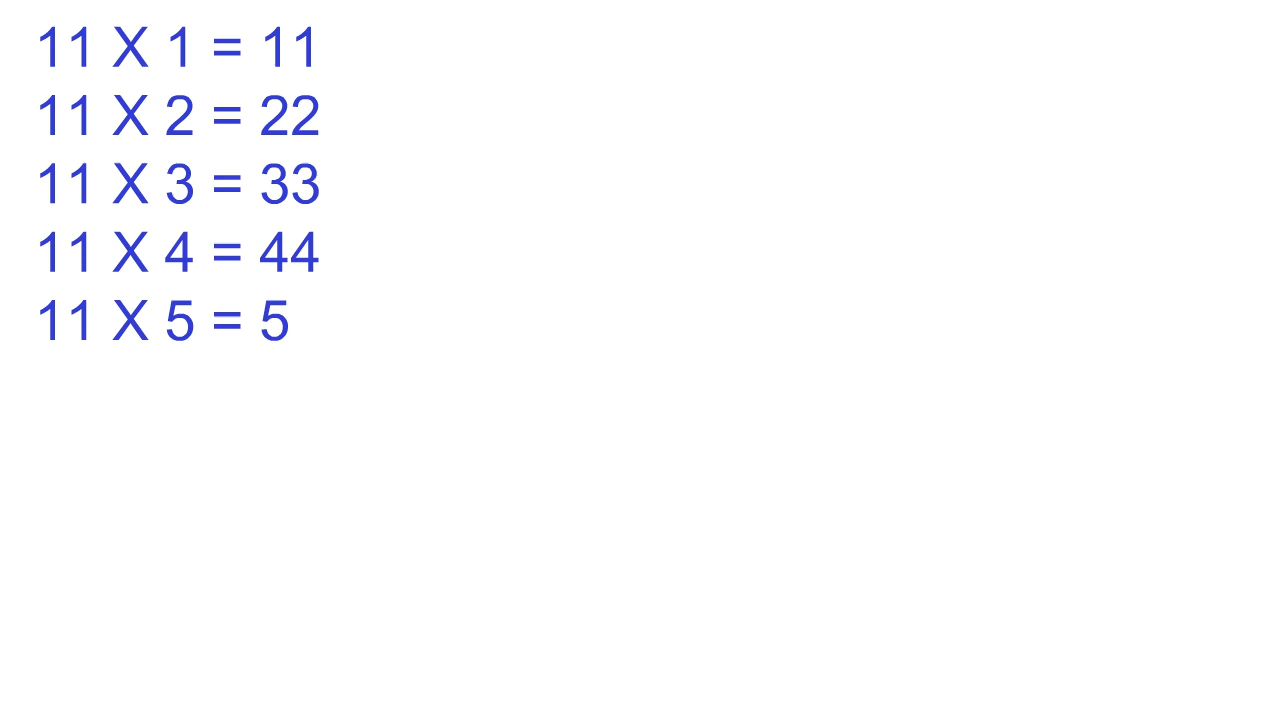 11 X 1 = 11
11 X 2 = 22
11 X 3 = 33
11 X 4 = 44
11 X 5 = 5